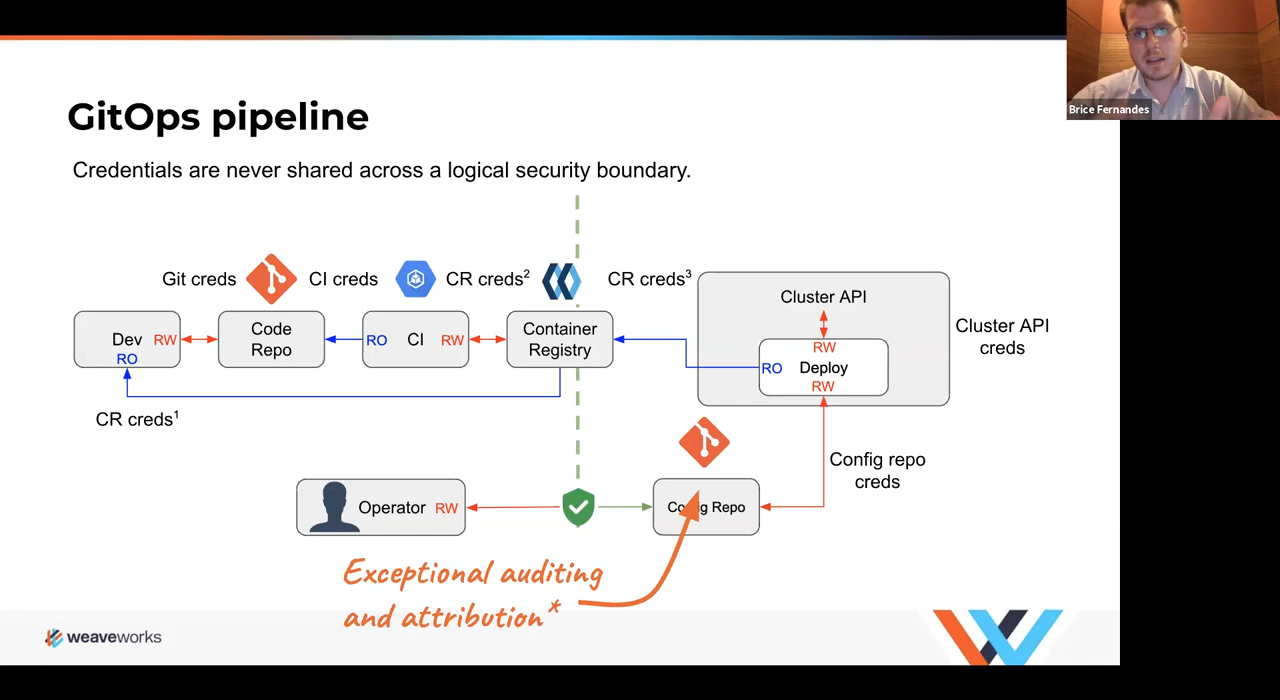 Brice Fernandes
GitOps pipeline
Credentials are never shared across a logical security boundary.
Git creds
CI creds
CR creds²
CR creds³
Cluster API
Cluster API
creds
Dev RW
RO
Code
Repo
RO CI RW
Container
Registry
RW
RO Deploy
RW
CR creds¹
Config repo
creds
Operator RW
Config Repo
Exceptional auditing
and attribution*
weaveworks